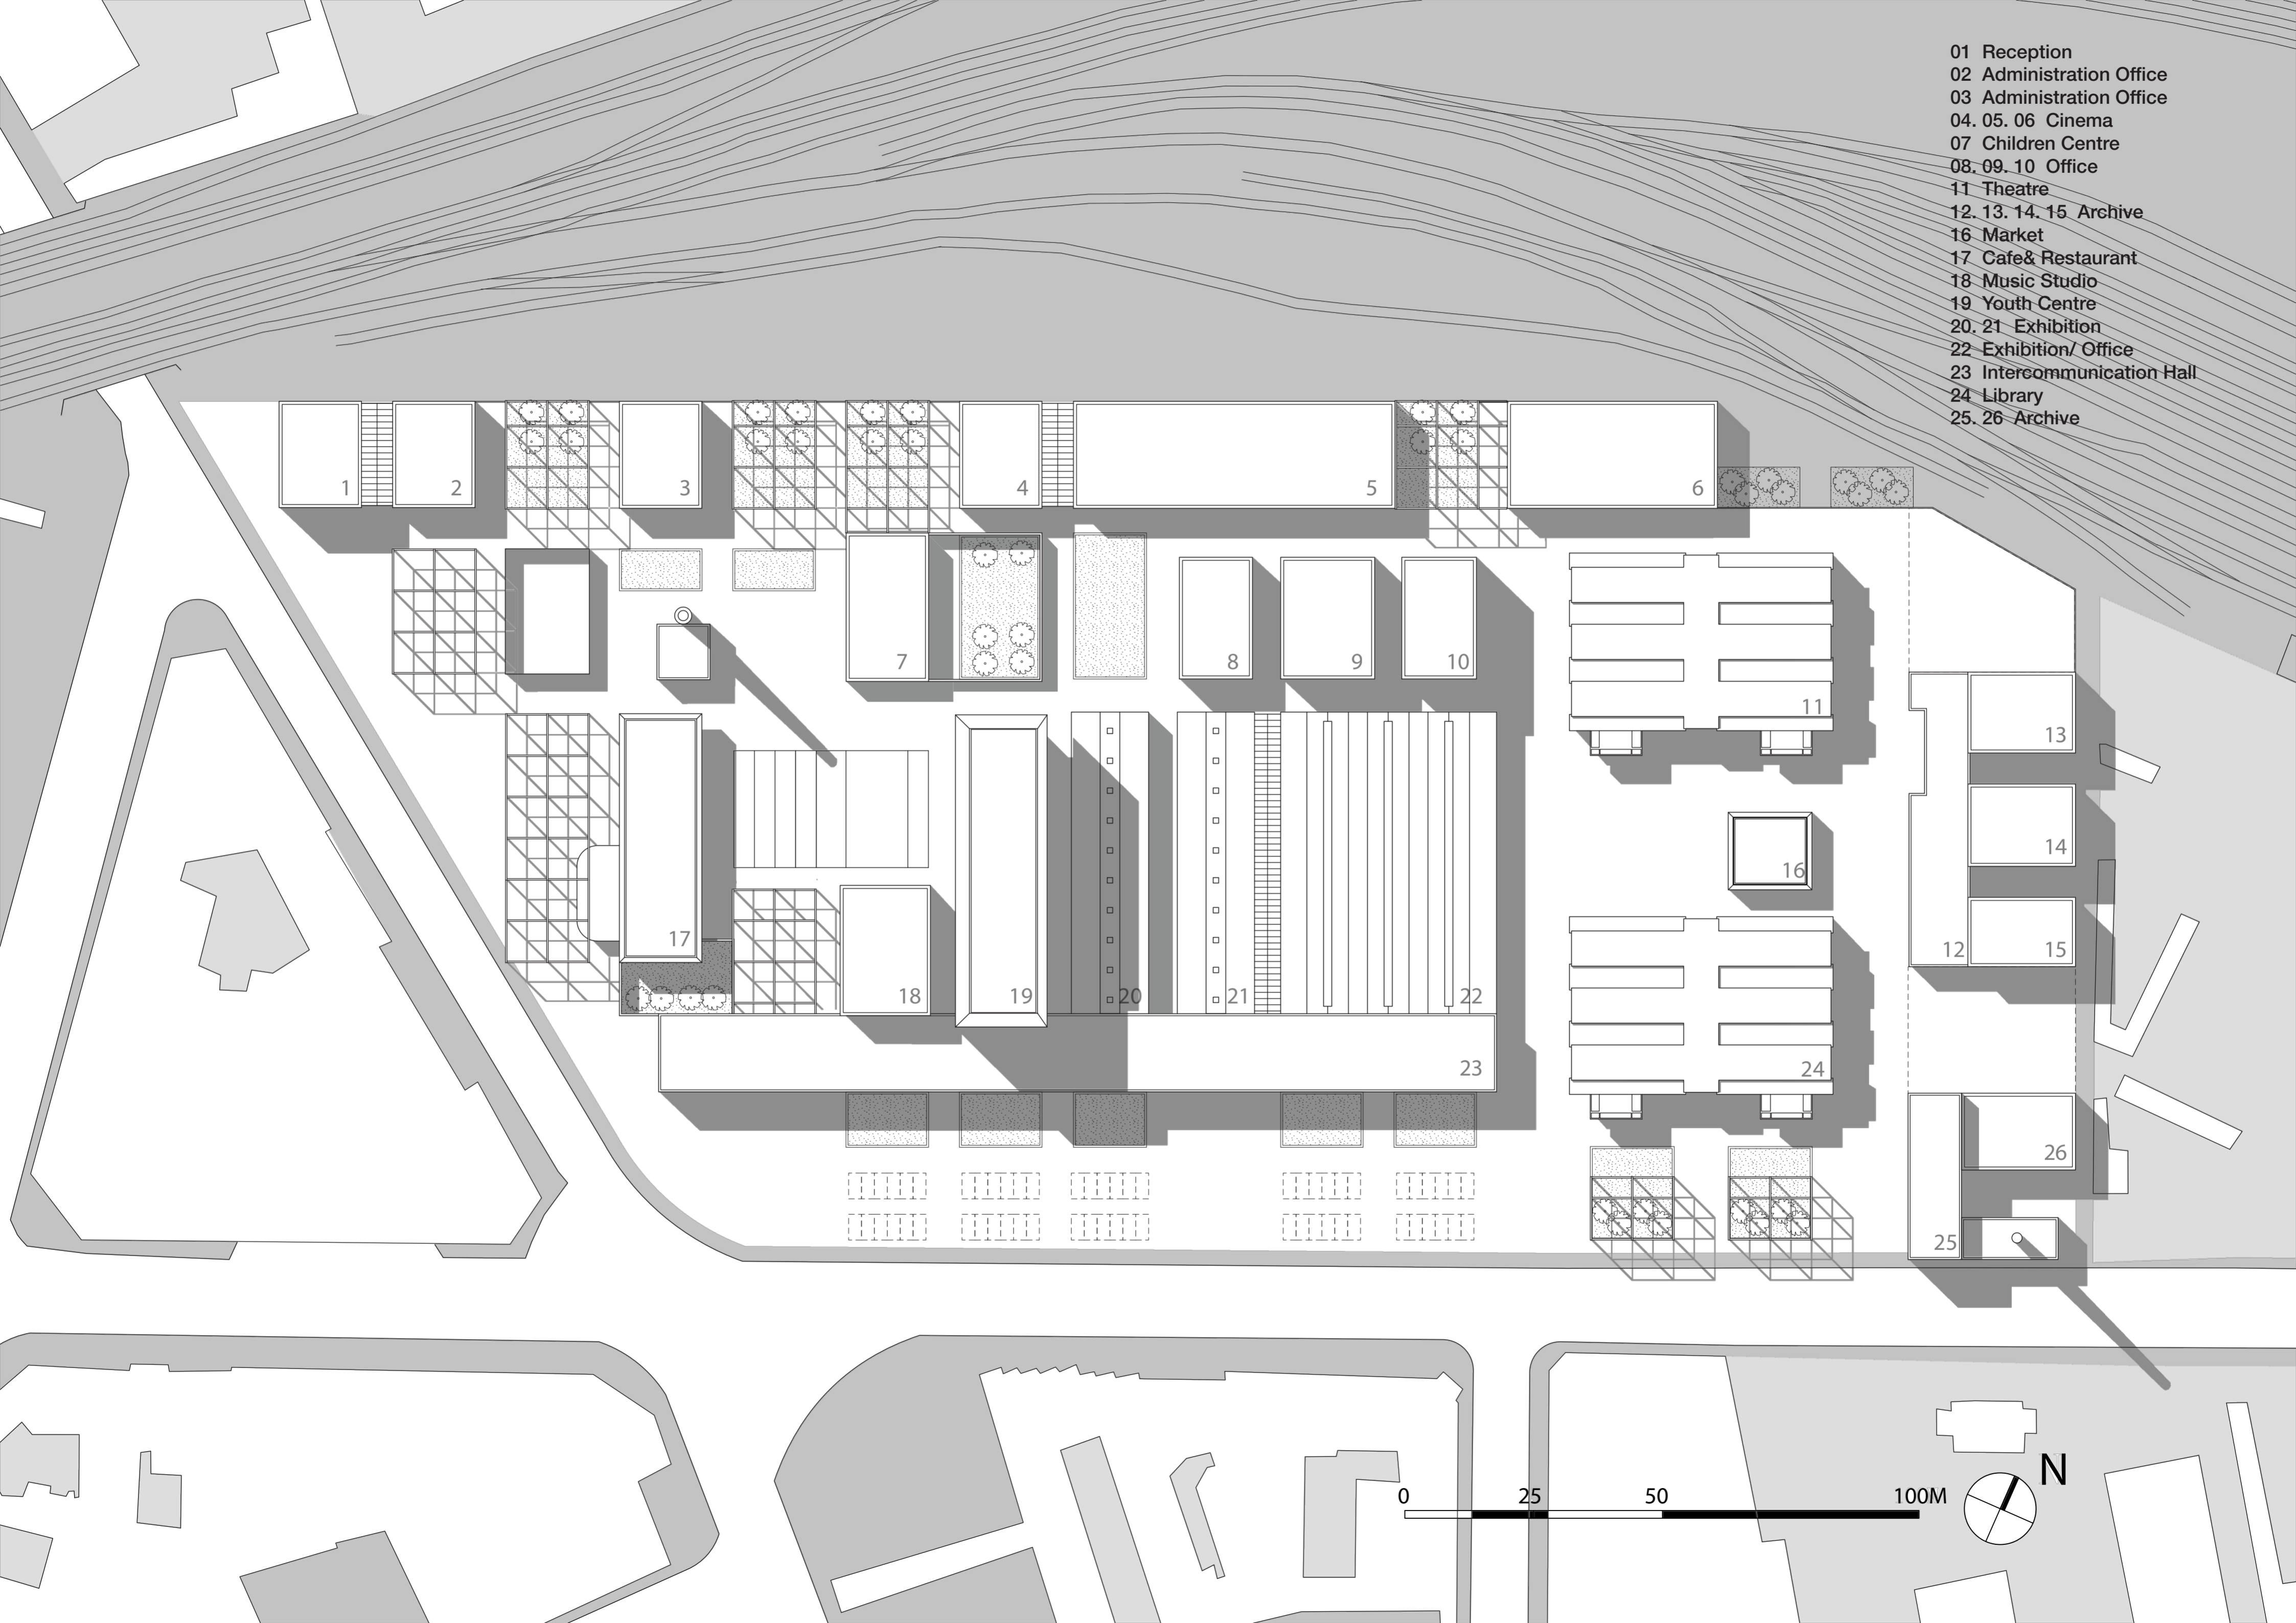 01 Reception
02 Administration Office
03 Administration Office
04. 05. 06 Cinema
07 Children Centre
08. 09. 10 Office
11 Theatre
12. 13. 14. 15 Archive
16 Market
17 Cafe& Restaurant
18 Music Studio
19 Youth Centre
20. 21 Exhibition
22 Exhibition/ Office
23 Intercommunication Hall
24 Library
25. 26 Archive
1 2 3 4 5 6
7 8 9 10
11
13
14
16
17
12 15
18 19 20 21 22
23 24
26
25
N
0 25 50 100M